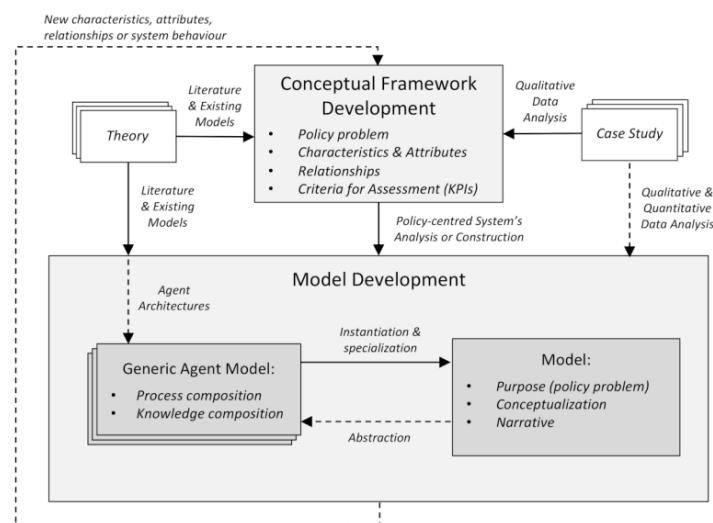 New characteristics, attributes,
relationships or system behaviour
Conceptual Framework
Development
• Policy problem
• Characteristics & Attributes
• Relationships
• Criteria for Assessment (KPIs)
Literature
& Existing
Models
Qualitative
Data
Analysis
Theory
Case Study
Literature
& Existing
Models
Policy-centred System's
Analysis or Construction
Qualitative &
Quantitative
Data Analysis
Model Development
Agent
Architectures
Instantiation &
specialization
Generic Agent Model:
• Process composition
• Knowledge composition
Model:
• Purpose (policy problem)
• Conceptualization
• Narrative
Abstraction